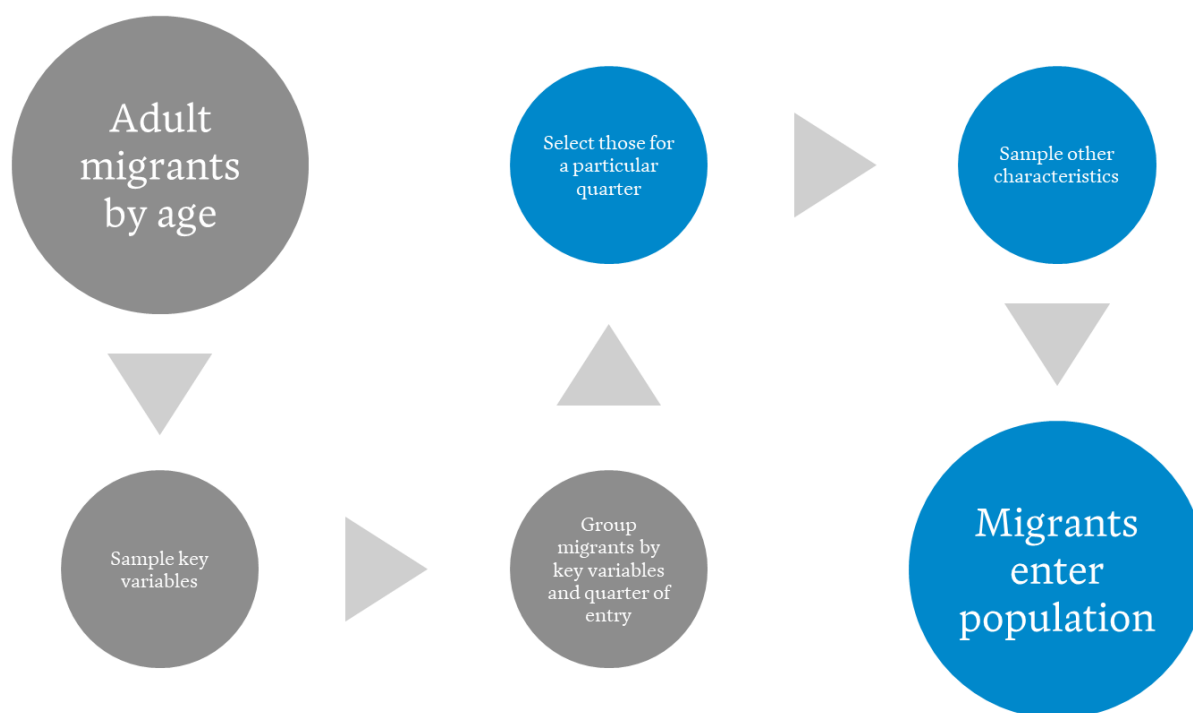 Adult
migrants
by age
Sample key
variables
Group
migrants by
key variables
and quarter of
entry
Select those for
a particular
quarter
Sample other
characteristics
Migrants
enter
population